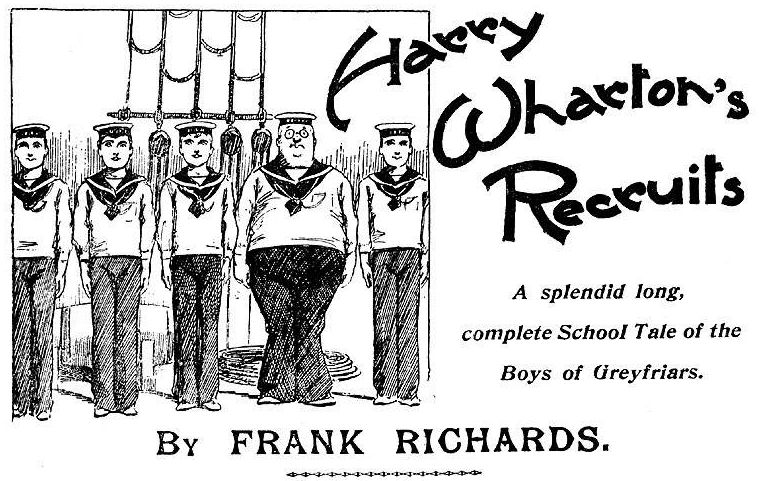 Harry
Wharton's
Recruits
A splendid long,
complete School Tale of the
Boys of Greyfriars.
By FRANK RICHARDS.